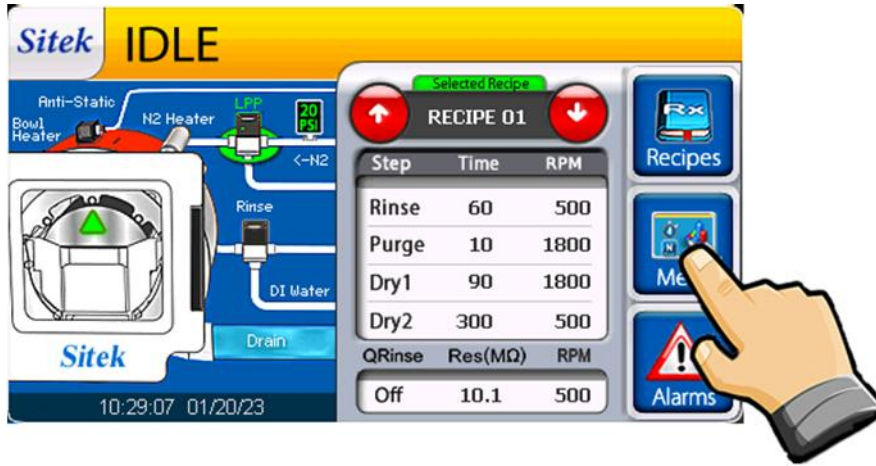 Sitek IDLE
Anti-Static
Bowl
Heater
N2 Heater
LPP
20
PSI
<-N2
Rinse
DI Water
Drain
Sitek
10:29:07 01/20/23
Selected Recipe
RECIPE 01
Step Time RPM
Rinse 60 500
Purge 10 1800
Dry1 90 1800
Dry2 300 500
QRinse Res(MΩ) RPM
Off 10.1 500
Rx
Recipes
N
Alarms